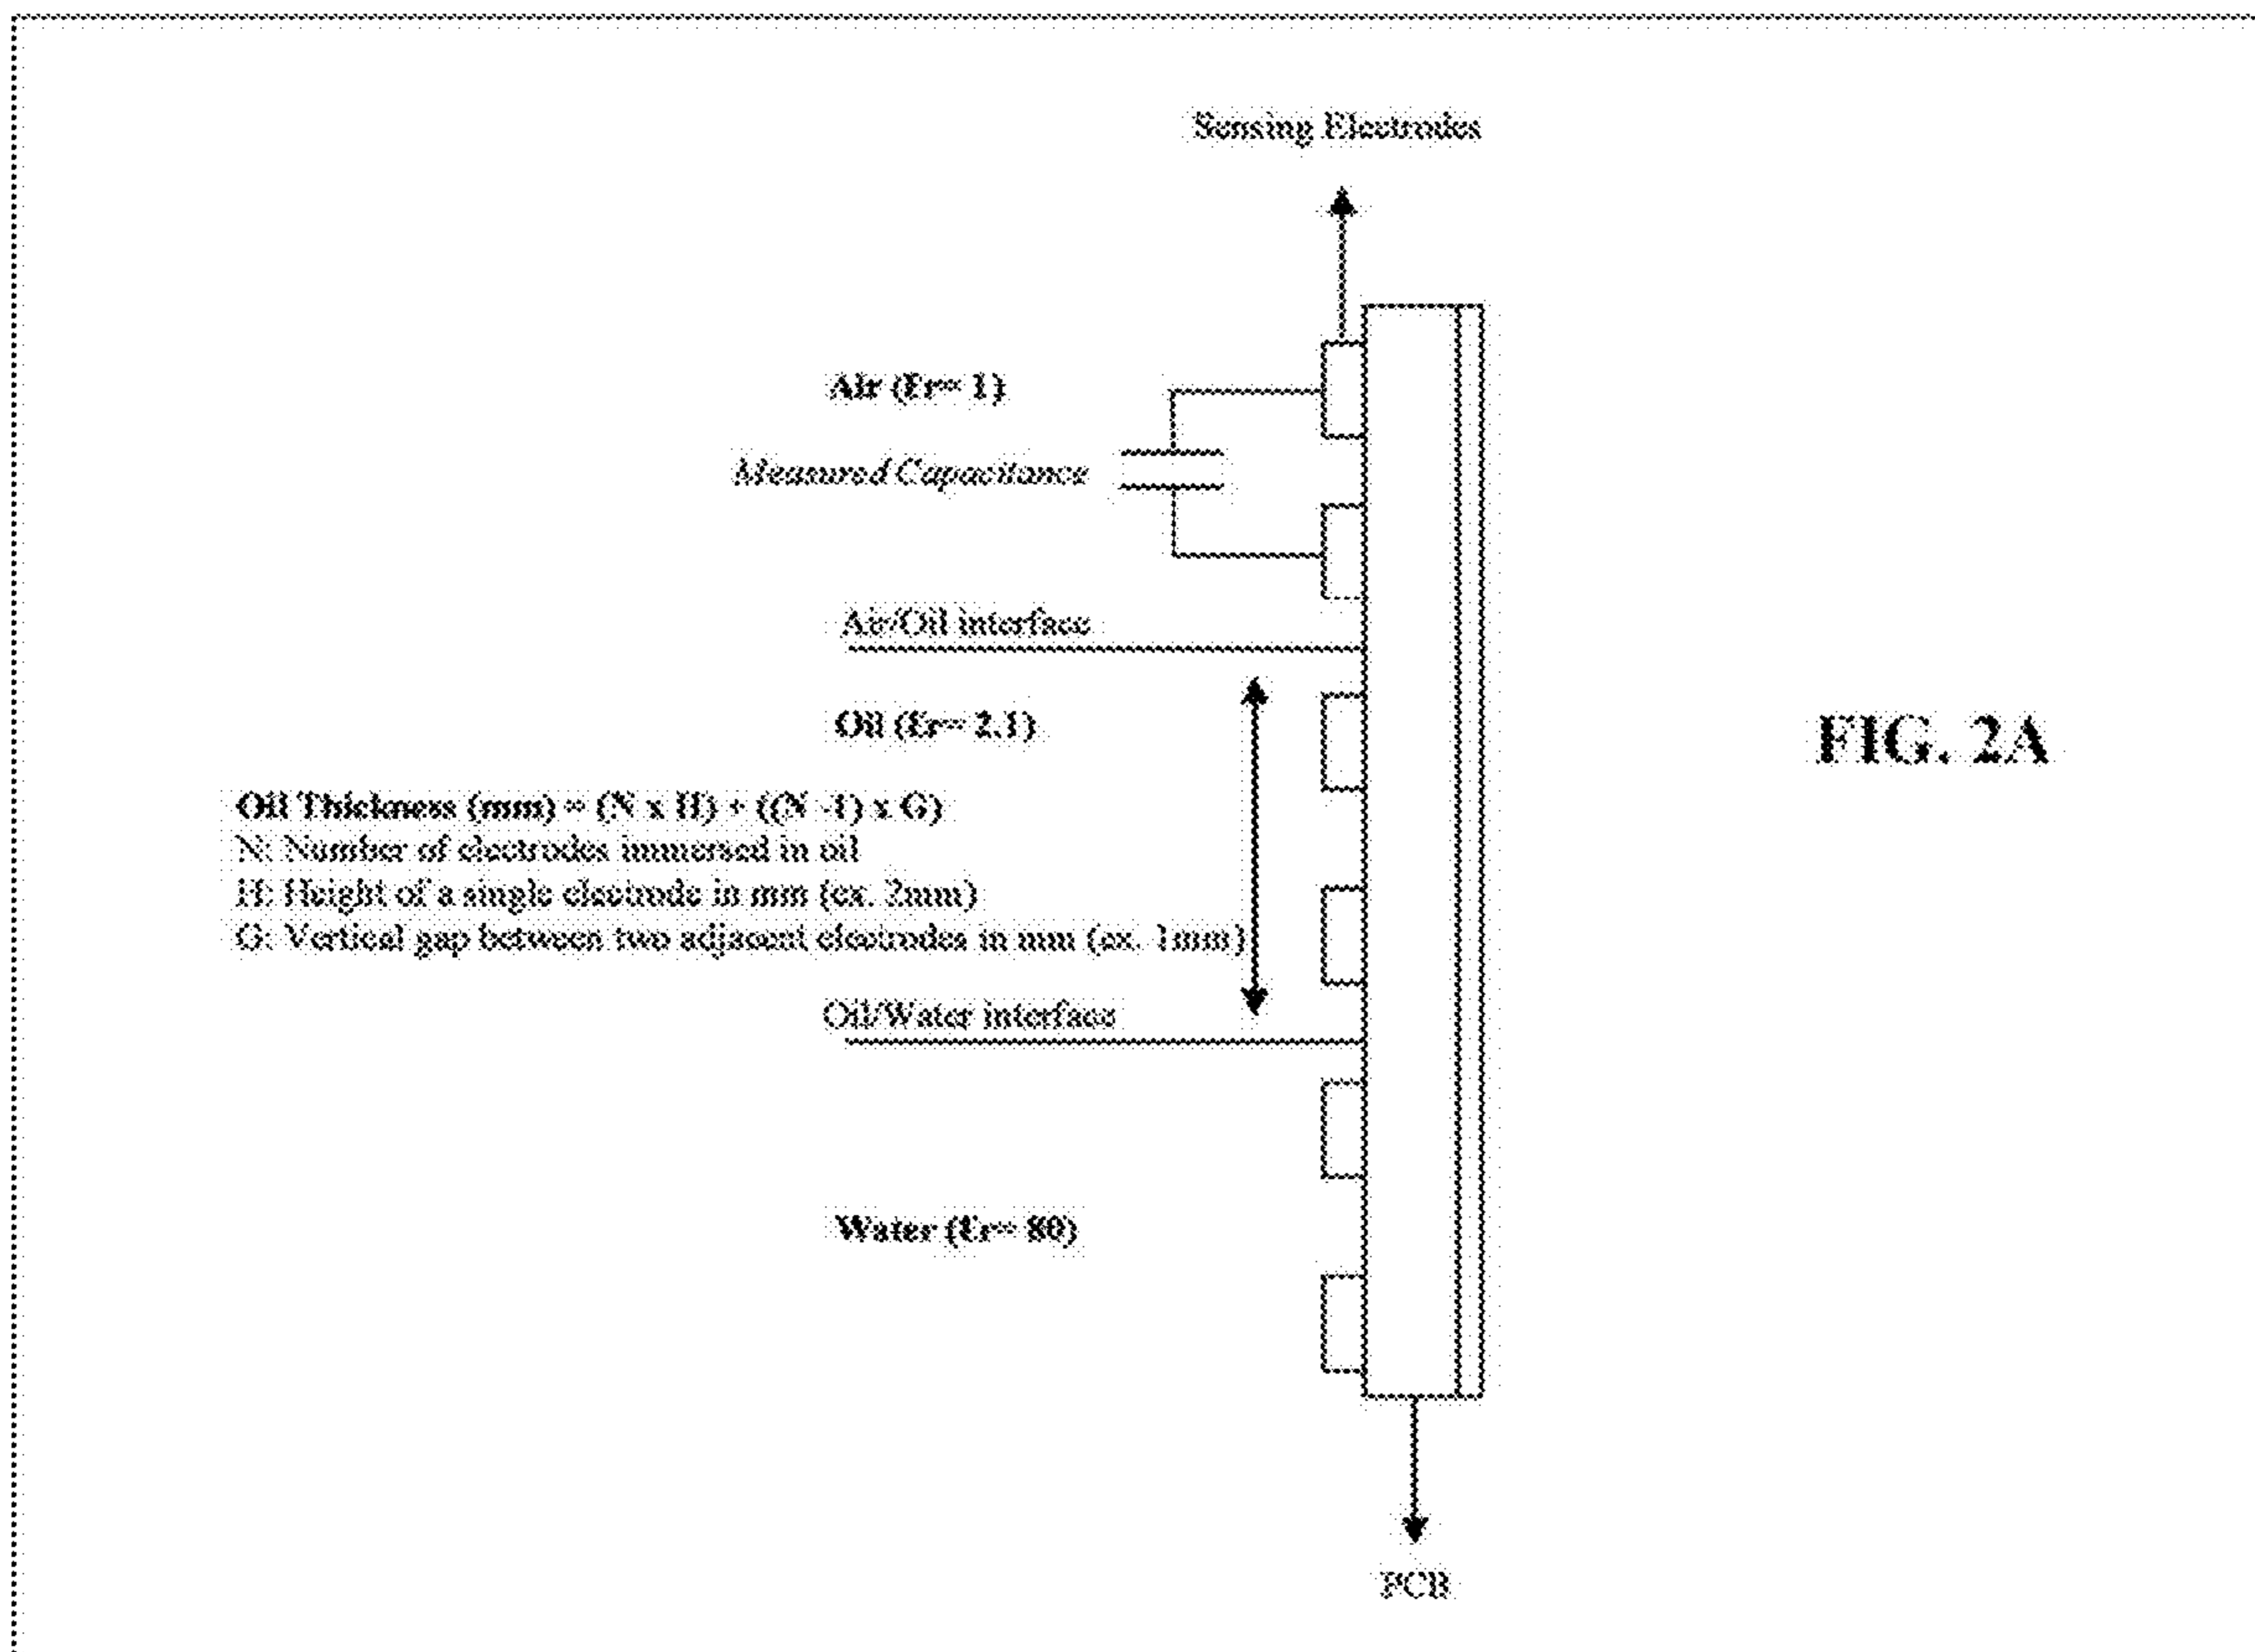 Sensing Electrodes
Air (Er= 1)
Measured Capacitance
Air/Oil interface
Oil (Er= 2.1)
FIG. 2A
Oil Thickness (mm) = (N x H) + ((N -1) x G)
N: Number of electrodes immersed in oil
H: Height of a single electrode in mm (ex. 2mm)
G: Vertical gap between two adjacent electrodes in mm (ex. 1mm)
Oil/Water interface
Water (Er= 80)
PCB